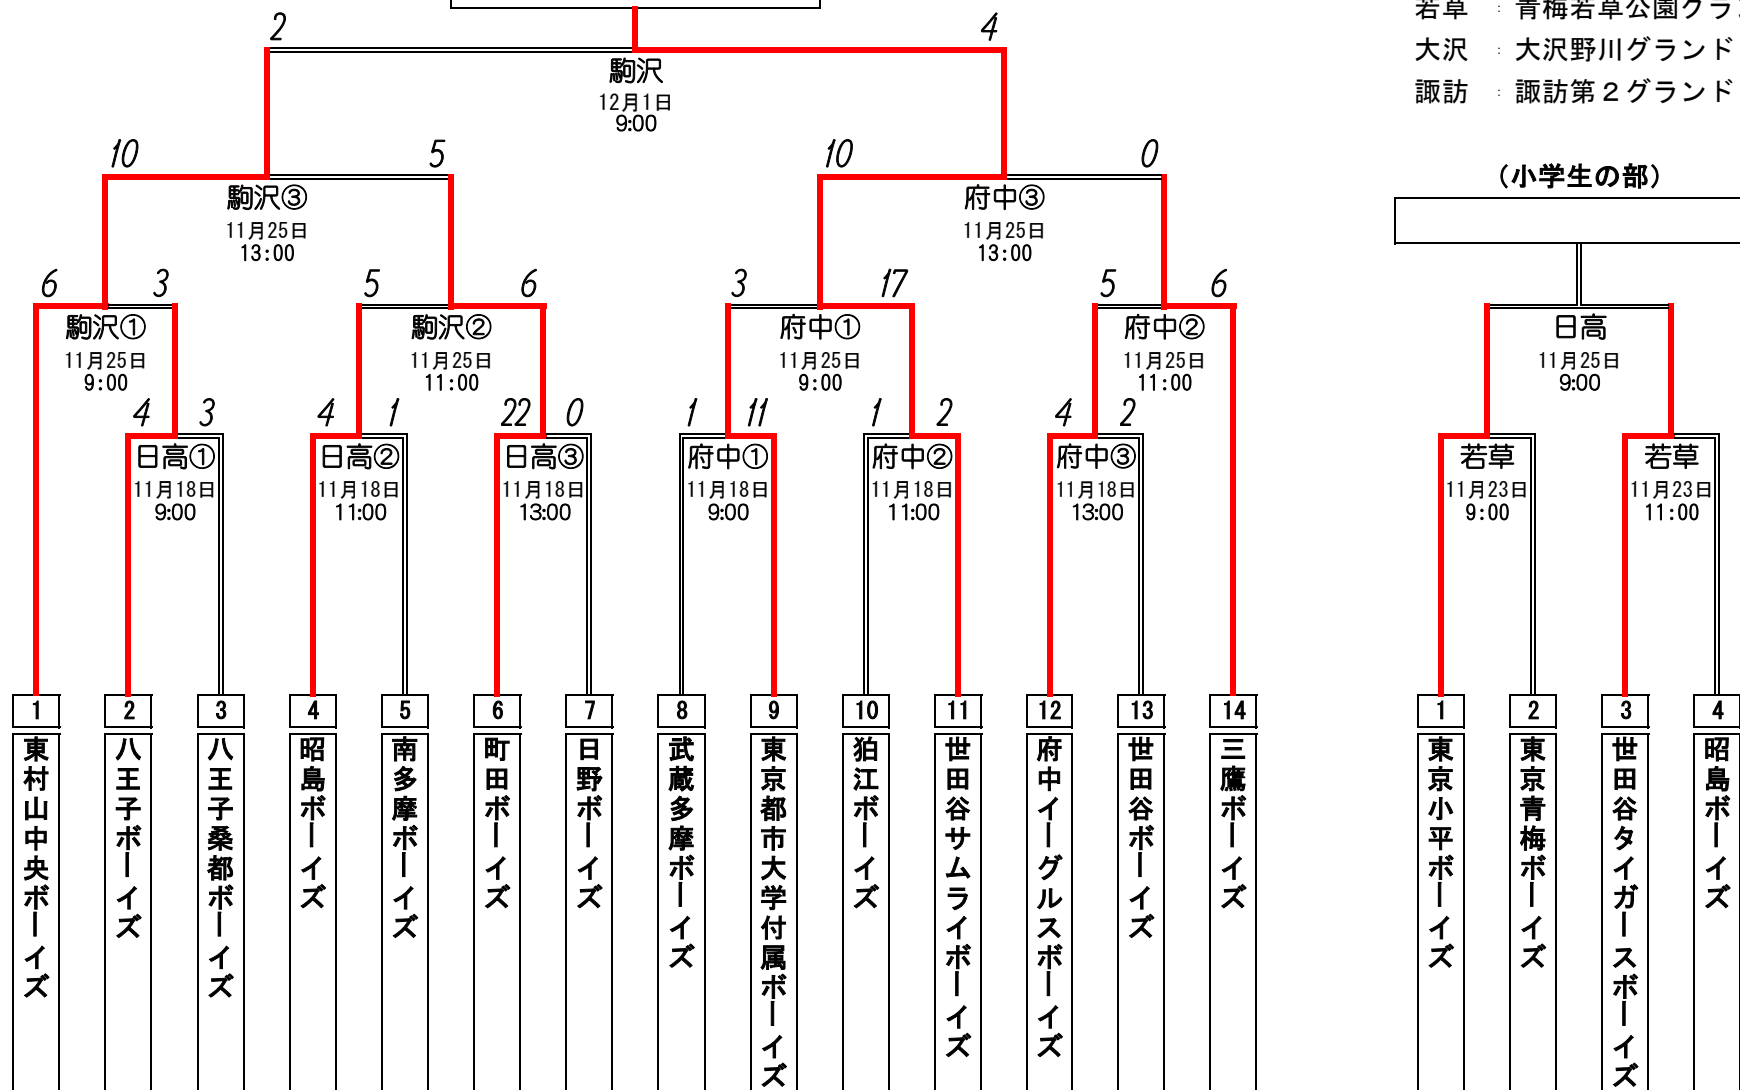 2 4
若草 : 青梅若草公園グラン
大沢 : 大沢野川グランド
諏訪 : 諏訪第２グランド
駒沢
12月1日
9:00
10 5 10 0
(小学生の部)
駒沢③
11月25日
13:00
府中③
11月25日
13:00
6 3 5 6 3 17 5 6
駒沢①
11月25日
9:00
駒沢②
11月25日
11:00
府中①
11月25日
9:00
府中②
11月25日
11:00
日高
11月25日
9:00
4 3 4 1 22 0 1 11 1 2 4 2
日高①
11月18日
9:00
日高②
11月18日
11:00
日高③
11月18日
13:00
府中①
11月18日
9:00
府中②
11月18日
11:00
府中③
11月18日
13:00
若草
11月23日
9:00
若草
11月23日
11:00
1
東村山中央ボーイズ
2
八王子ボーイズ
3
八王子桑都ボーイズ
4
昭島ボーイズ
5
南多摩ボーイズ
6
町田ボーイズ
7
日野ボーイズ
8
武蔵多摩ボーイズ
9
東京都市大学付属ボーイズ
10
狛江ボーイズ
11
世田谷サムライボーイズ
12
府中イーグルスボーイズ
13
世田谷ボーイズ
14
三鷹ボーイズ
1
東京小平ボーイズ
2
東京青梅ボーイズ
3
世田谷タイガースボーイズ
4
昭島ボーイズ